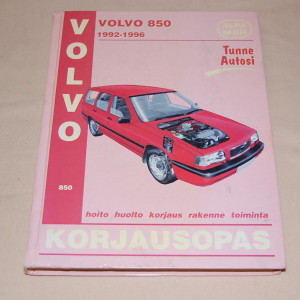 VOLVO
VOLVO 850
1992-1996
Tunne
Autosi
850
hoito huolto korjaus rakenne toiminta
KORJAUSOPAS